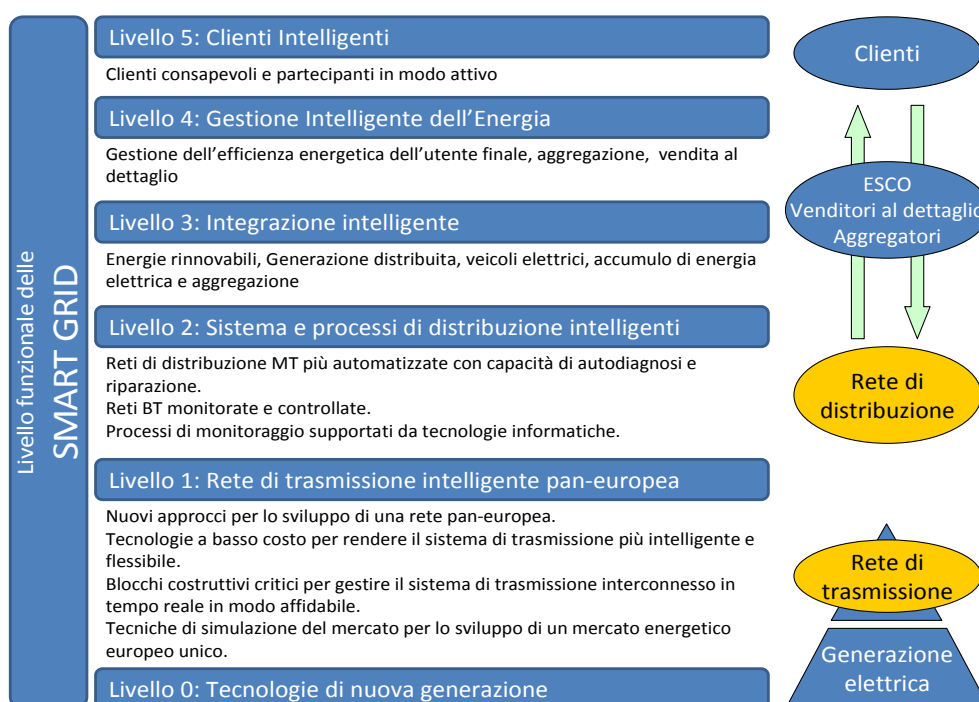 Livello funzionale delle
SMART GRID
Livello 5: Clienti Intelligenti
Clienti consapevoli e partecipanti in modo attivo
Livello 4: Gestione Intelligente dell’Energia
Gestione dell’efficienza energetica dell’utente finale, aggregazione, vendita al
dettaglio
Livello 3: Integrazione intelligente
Energie rinnovabili, Generazione distribuita, veicoli elettrici, accumulo di energia
elettrica e aggregazione
Livello 2: Sistema e processi di distribuzione intelligenti
Reti di distribuzione MT più automatizzate con capacità di autodiagnosi e
riparazione.
Reti BT monitorate e controllate.
Processi di monitoraggio supportati da tecnologie informatiche.
Livello 1: Rete di trasmissione intelligente pan-europea
Nuovi approcci per lo sviluppo di una rete pan-europea.
Tecnologie a basso costo per rendere il sistema di trasmissione più intelligente e
flessibile.
Blocchi costruttivi critici per gestire il sistema di trasmissione interconnesso in
tempo reale in modo affidabile.
Tecniche di simulazione del mercato per lo sviluppo di un mercato energetico
europeo unico.
Livello 0: Tecnologie di nuova generazione
Clienti
ESCO
Venditori al dettaglio
Aggregatori
Rete di
distribuzione
Rete di
trasmissione
Generazione
elettrica